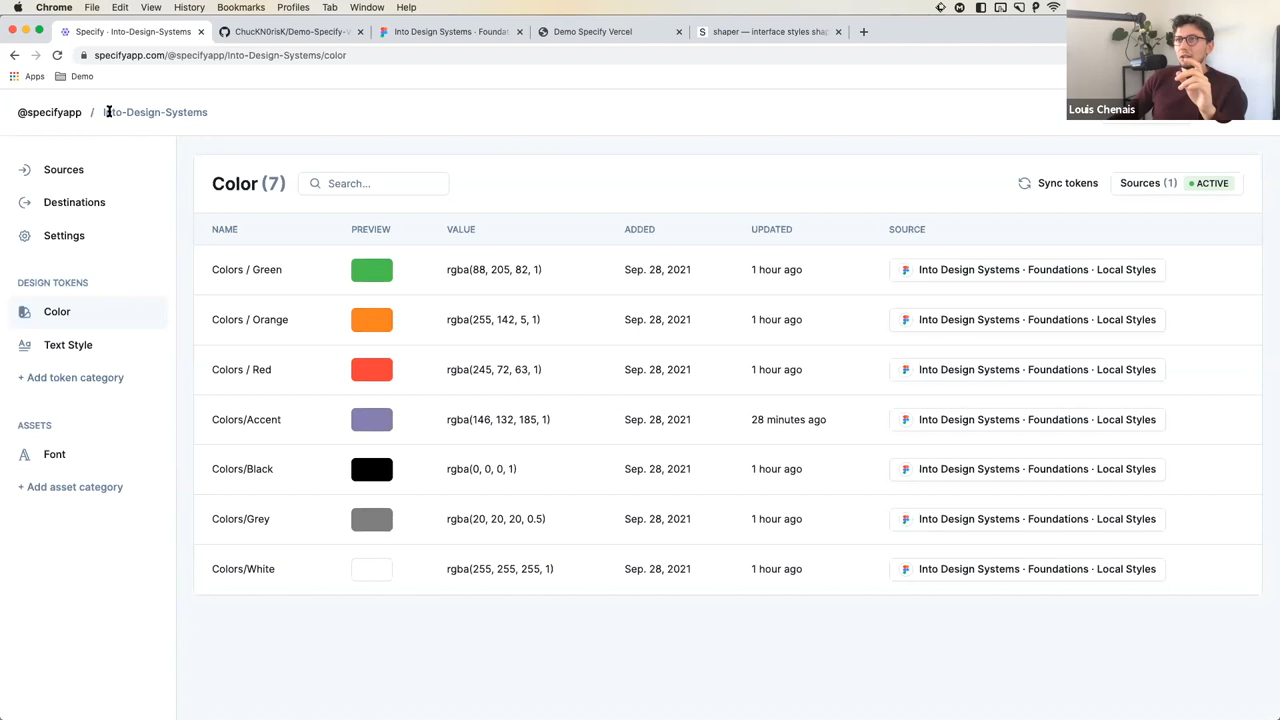 Chrome File Edit View History Bookmarks Profiles Tab Window Help
Specify · Into-Design-Systems ChucKN0risK/Demo-Specify- Into Design Systems · Founda Demo Specify Vercel S shaper — interface styles sha
specifyapp.com/@specifyapp/Into-Design-Systems/color
Apps Demo
@specifyapp / Into-Design-Systems
Louis Chenais
Sources
Destinations
Settings
DESIGN TOKENS
Color
Text Style
+ Add token category
ASSETS
Font
+ Add asset category
Color (7) Search... Sync tokens Sources (1) ACTIVE
NAME PREVIEW VALUE ADDED UPDATED SOURCE
Colors / Green rgba(88, 205, 82, 1) Sep. 28, 2021 1 hour ago Into Design Systems · Foundations · Local Styles
Colors / Orange rgba(255, 142, 5, 1) Sep. 28, 2021 1 hour ago Into Design Systems · Foundations · Local Styles
Colors / Red rgba(245, 72, 63, 1) Sep. 28, 2021 1 hour ago Into Design Systems · Foundations · Local Styles
Colors/Accent rgba(146, 132, 185, 1) Sep. 28, 2021 28 minutes ago Into Design Systems · Foundations · Local Styles
Colors/Black rgba(0, 0, 0, 1) Sep. 28, 2021 1 hour ago Into Design Systems · Foundations · Local Styles
Colors/Grey rgba(20, 20, 20, 0.5) Sep. 28, 2021 1 hour ago Into Design Systems · Foundations · Local Styles
Colors/White rgba(255, 255, 255, 1) Sep. 28, 2021 1 hour ago Into Design Systems · Foundations · Local Styles